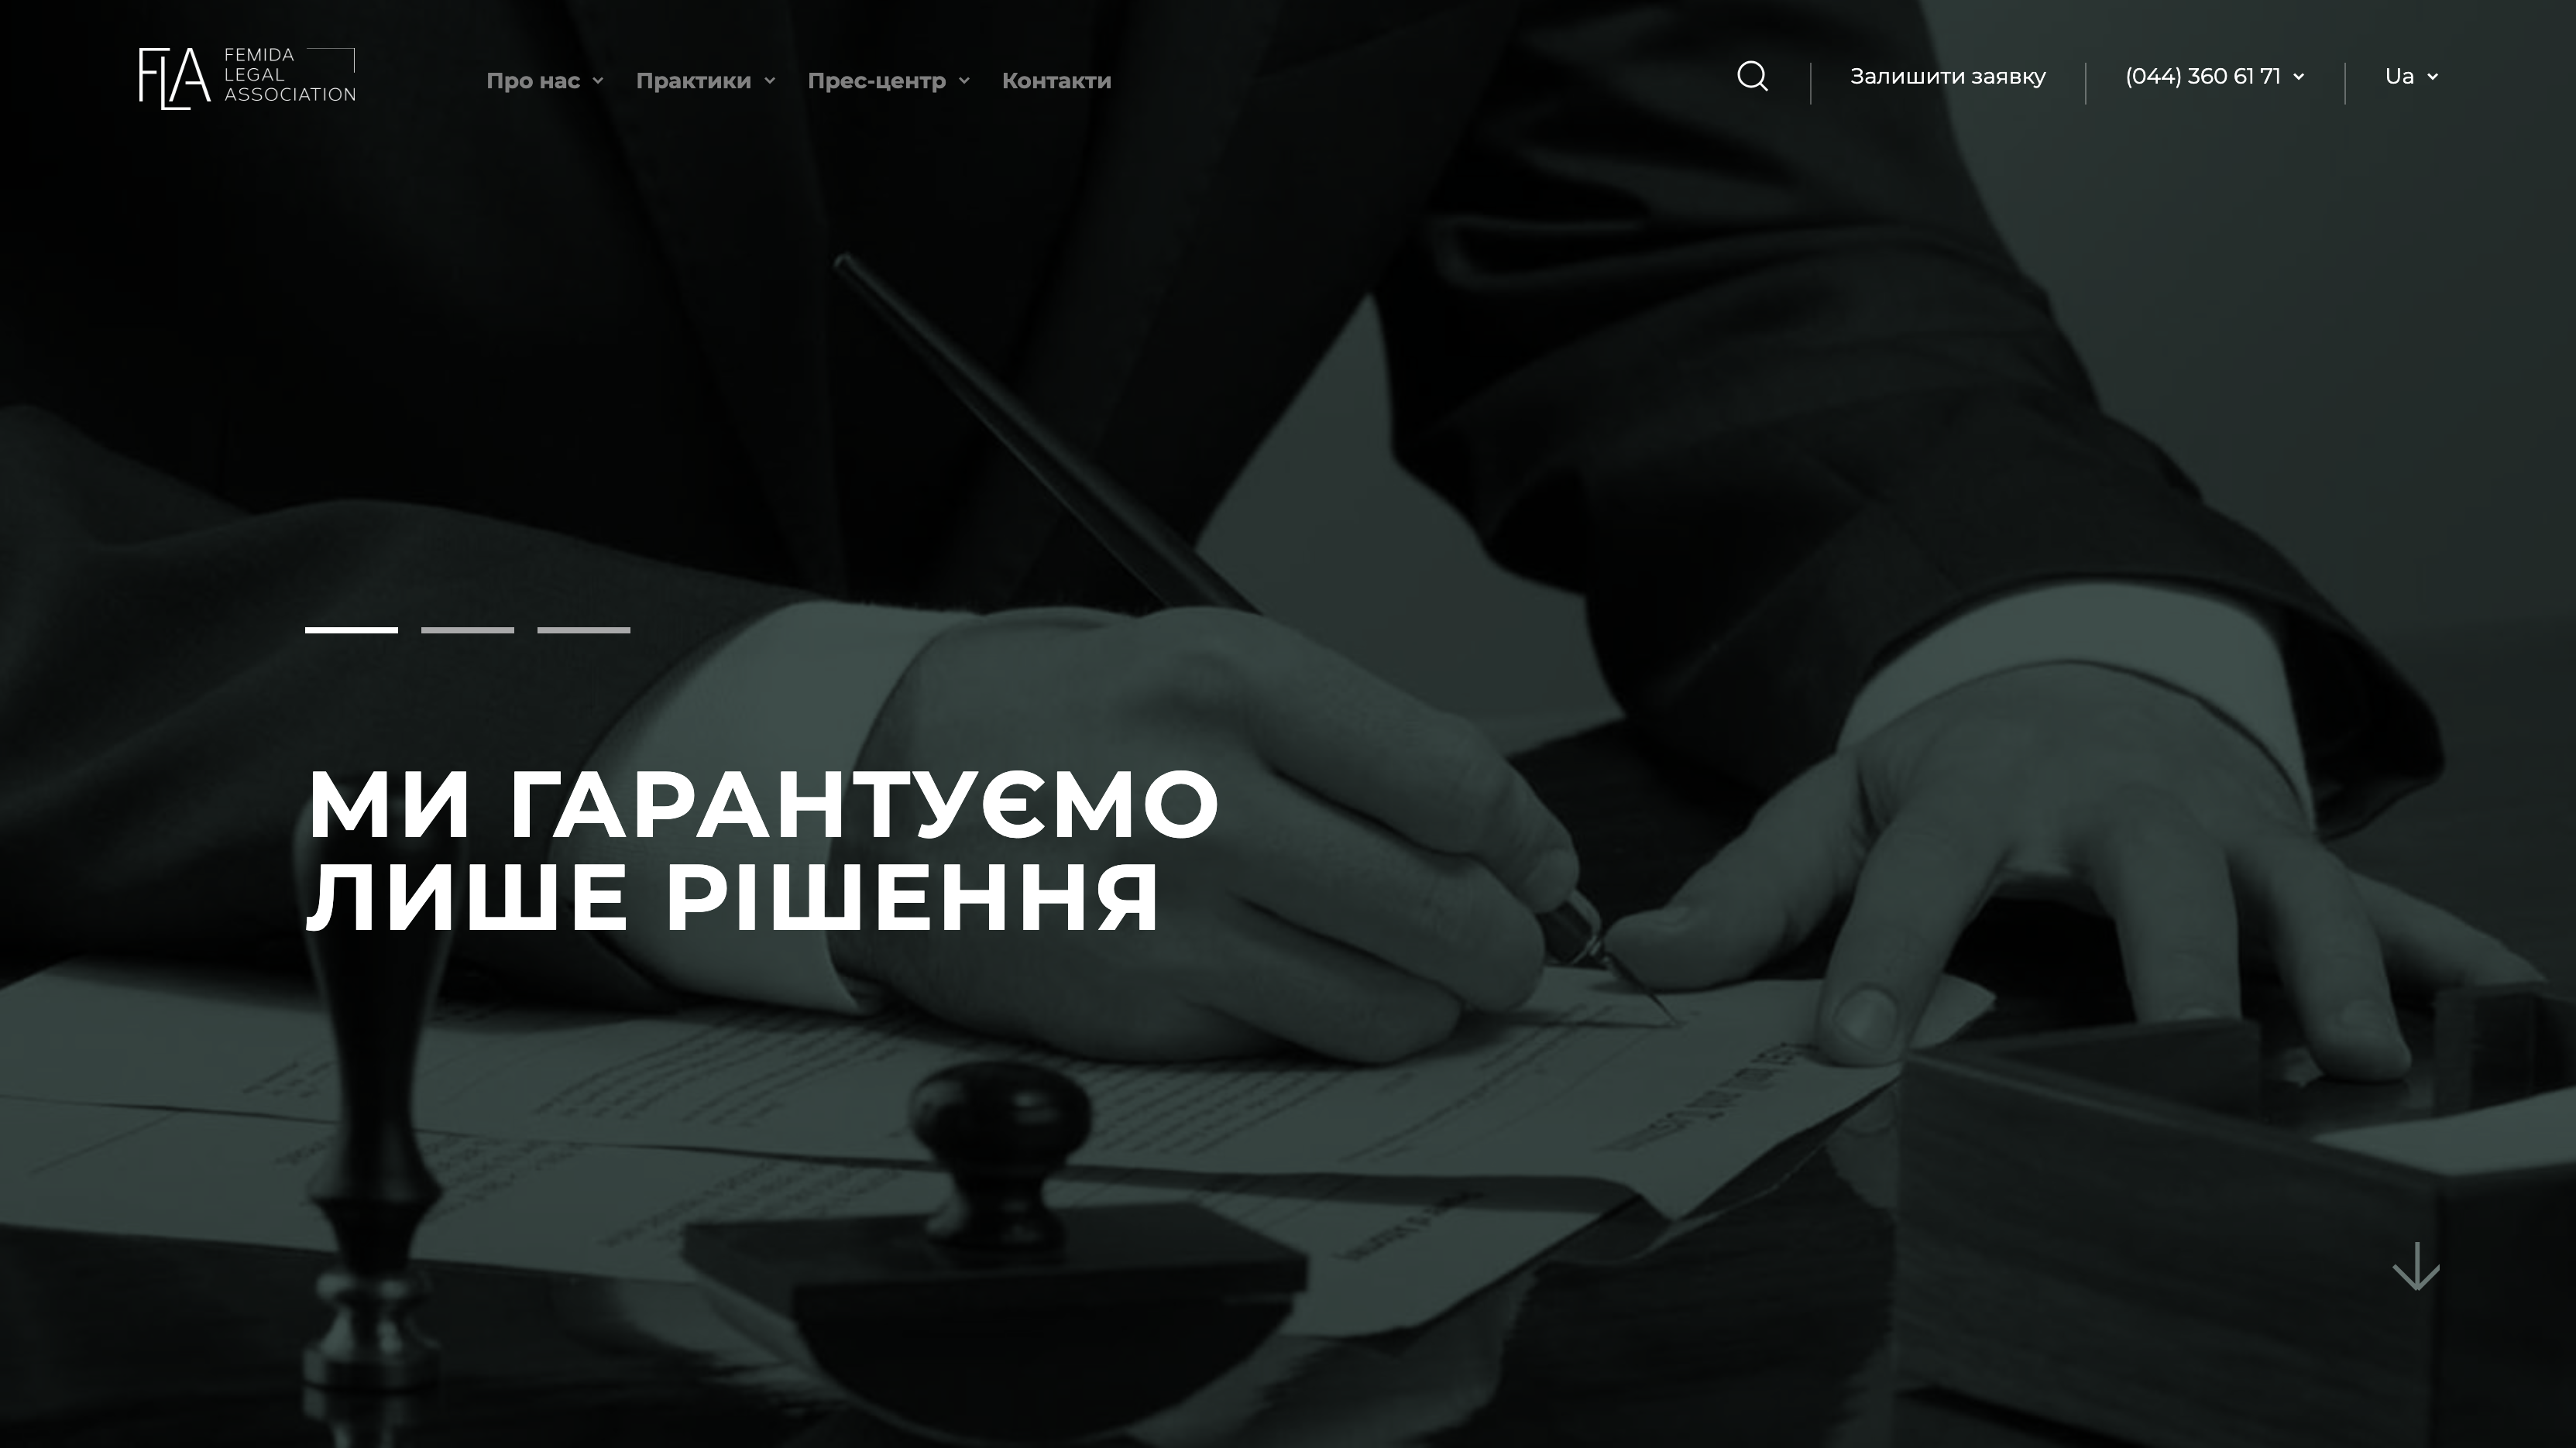 FEMIDA
LEGAL
ASSOCIATION
FLA
Про нас
Практики
Прес-центр
Контакти
Залишити заявку
(044) 360 61 71
Ua
МИ ГАРАНТУЄМО
ЛИШЕ РІШЕННЯ